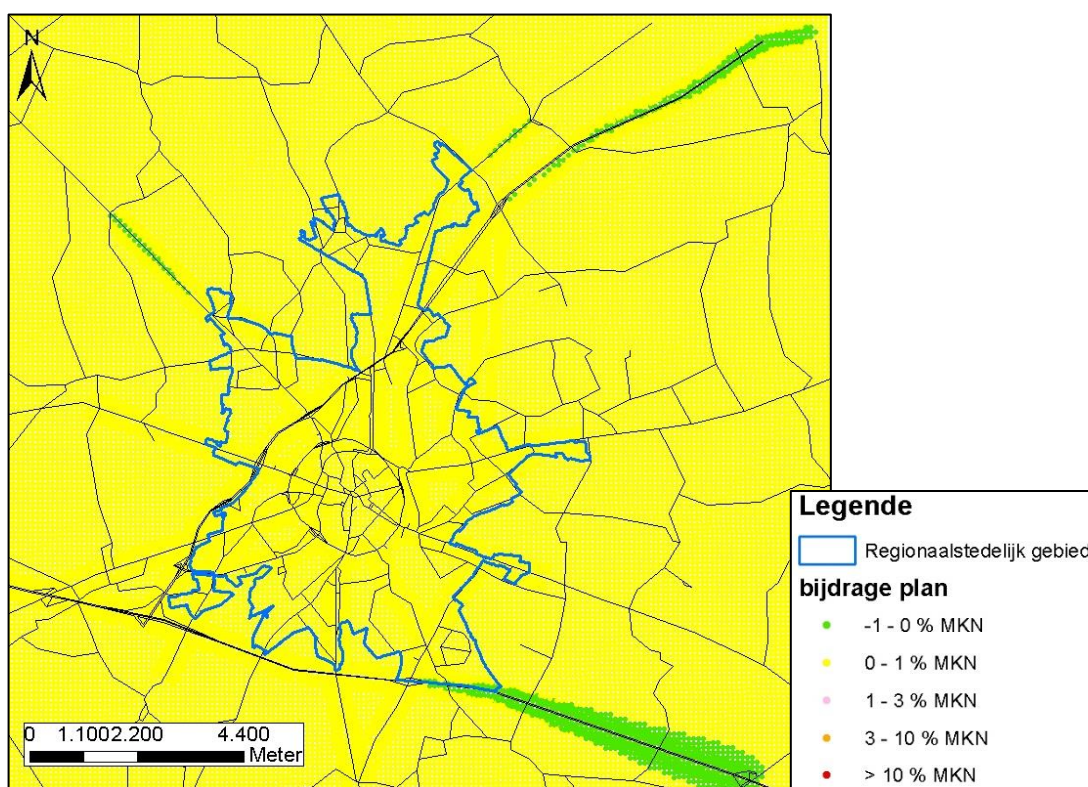 N
0 1.1002.200 4.400
Meter
Legende
Regionaalstedelijk gebied
bijdrage plan
-1 - 0 % MKN
0 - 1 % MKN
1 - 3 % MKN
3 - 10 % MKN
> 10 % MKN